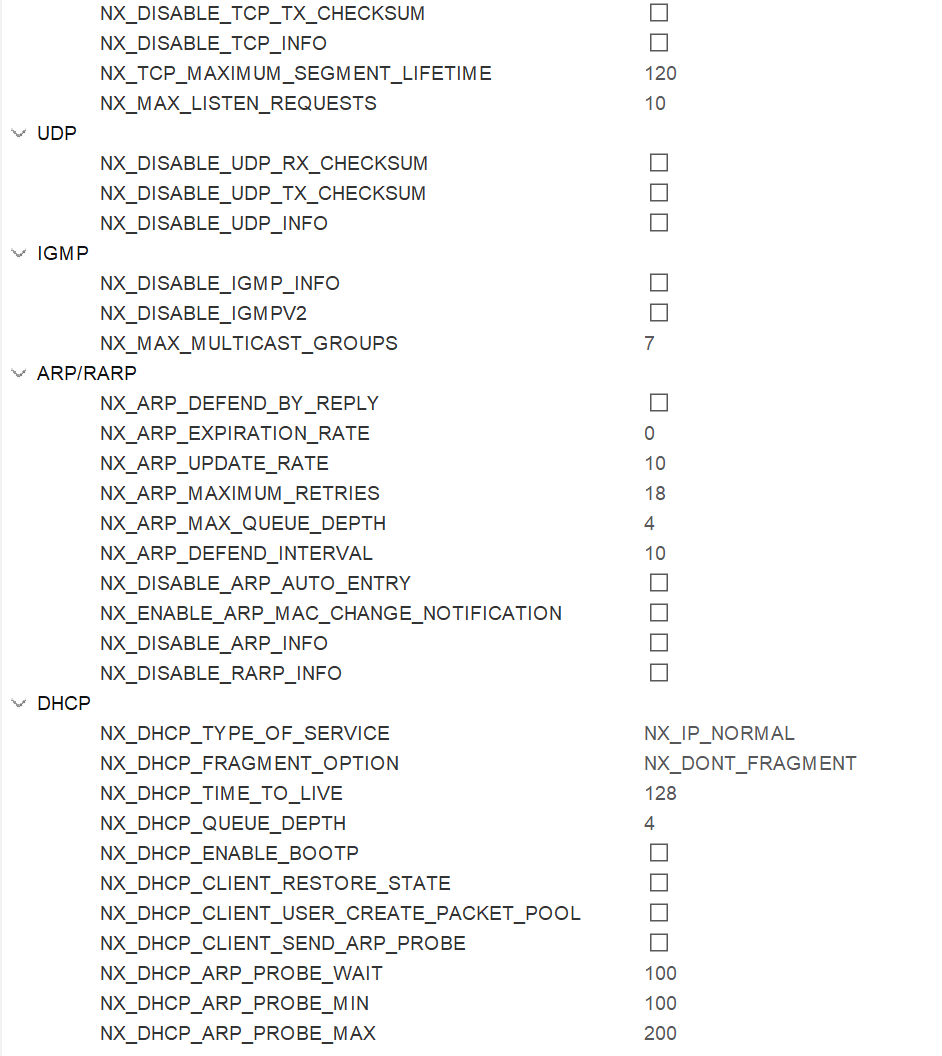 NX_DISABLE_TCP_TX_CHECKSUM
NX_DISABLE_TCP_INFO
NX_TCP_MAXIMUM_SEGMENT_LIFETIME 120
NX_MAX_LISTEN_REQUESTS 10
UDP
NX_DISABLE_UDP_RX_CHECKSUM
NX_DISABLE_UDP_TX_CHECKSUM
NX_DISABLE_UDP_INFO
IGMP
NX_DISABLE_IGMP_INFO
NX_DISABLE_IGMPV2
NX_MAX_MULTICAST_GROUPS 7
ARP/RARP
NX_ARP_DEFEND_BY_REPLY
NX_ARP_EXPIRATION_RATE 0
NX_ARP_UPDATE_RATE 10
NX_ARP_MAXIMUM_RETRIES 18
NX_ARP_MAX_QUEUE_DEPTH 4
NX_ARP_DEFEND_INTERVAL 10
NX_DISABLE_ARP_AUTO_ENTRY
NX_ENABLE_ARP_MAC_CHANGE_NOTIFICATION
NX_DISABLE_ARP_INFO
NX_DISABLE_RARP_INFO
DHCP
NX_DHCP_TYPE_OF_SERVICE NX_IP_NORMAL
NX_DHCP_FRAGMENT_OPTION NX_DONT_FRAGMENT
NX_DHCP_TIME_TO_LIVE 128
NX_DHCP_QUEUE_DEPTH 4
NX_DHCP_ENABLE_BOOTP
NX_DHCP_CLIENT_RESTORE_STATE
NX_DHCP_CLIENT_USER_CREATE_PACKET_POOL
NX_DHCP_CLIENT_SEND_ARP_PROBE
NX_DHCP_ARP_PROBE_WAIT 100
NX_DHCP_ARP_PROBE_MIN 100
NX_DHCP_ARP_PROBE_MAX 200